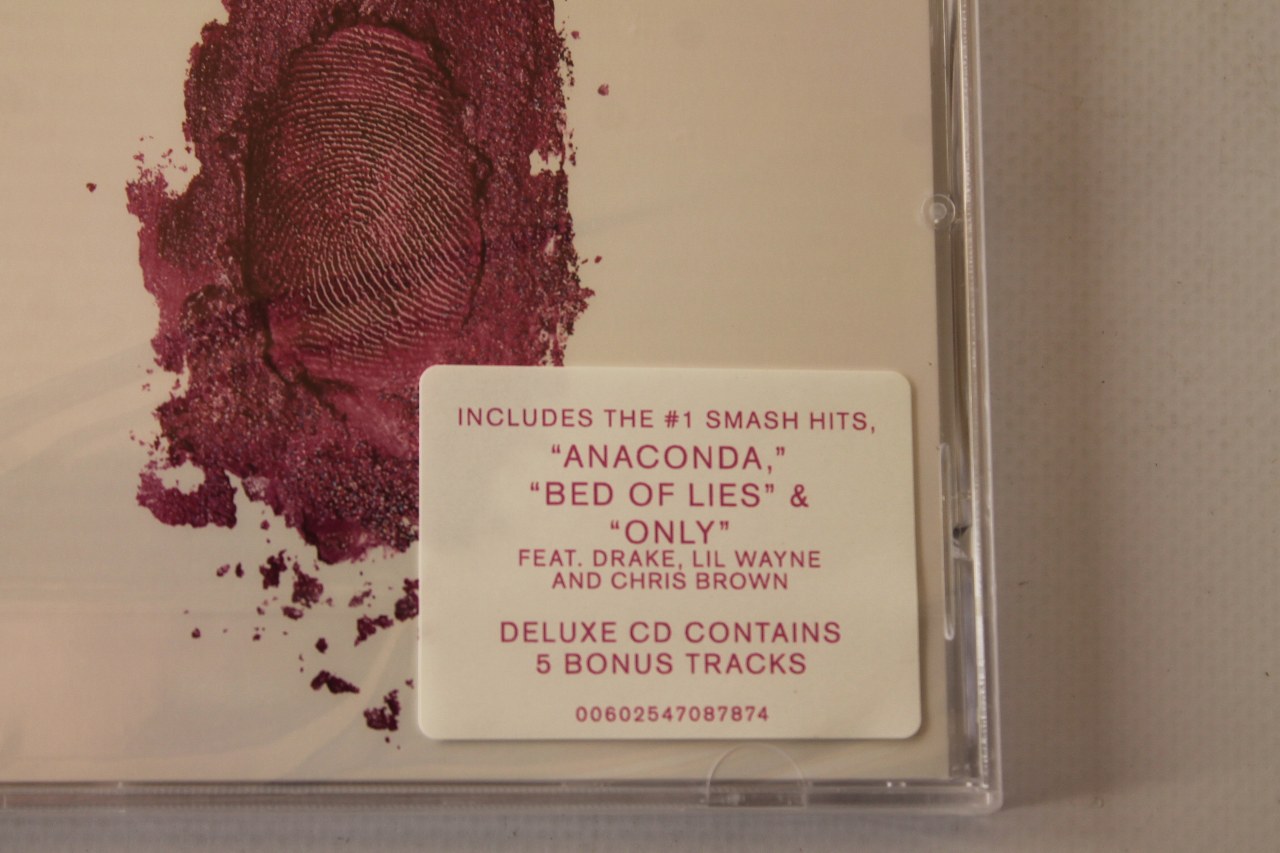 INCLUDES THE #1 SMASH HITS,
“ANACONDA,”
“BED OF LIES” &
“ONLY”
FEAT. DRAKE, LIL WAYNE
AND CHRIS BROWN
DELUXE CD CONTAINS
5 BONUS TRACKS
00602547087874